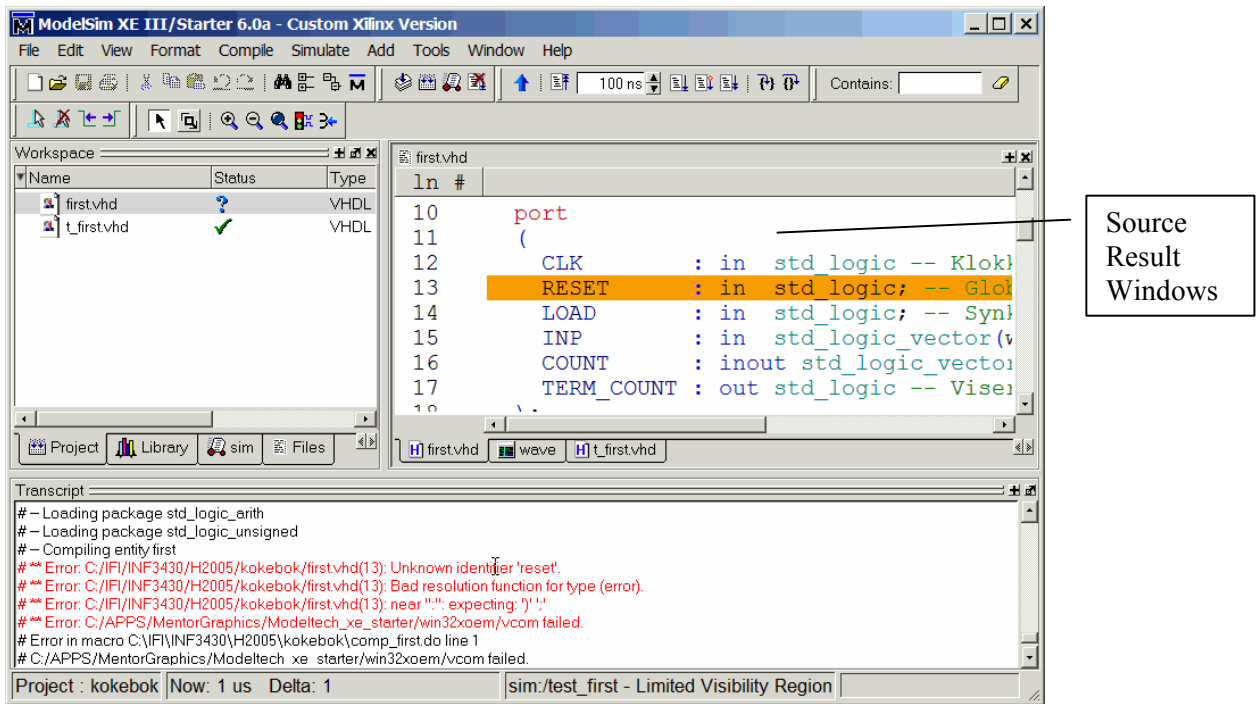 ModelSim XE III/Starter 6.0a - Custom Xilinx Version
File Edit View Format Compile Simulate Add Tools Window Help
100 ns
Contains:
Workspace
Name Status Type
first.vhd ? VHDL
t_first.vhd VHDL
Project Library sim Files
first.vhd
ln #
10 port
11 (
12 CLK : in std_logic -- Klokk
13 RESET : in std_logic; -- Glob
14 LOAD : in std_logic; -- Synk
15 INP : in std_logic_vector(w
16 COUNT : inout std_logic_vector
17 TERM_COUNT : out std_logic -- Viser
18 );
first.vhd wave t_first.vhd
Source
Result
Windows
Transcript
# -- Loading package std_logic_arith
# -- Loading package std_logic_unsigned
# -- Compiling entity first
# ** Error: C:/IFI/INF3430/H2005/kokebok/first.vhd(13): Unknown identifier 'reset'.
# ** Error: C:/IFI/INF3430/H2005/kokebok/first.vhd(13): Bad resolution function for type (error).
# ** Error: C:/IFI/INF3430/H2005/kokebok/first.vhd(13): near ":": expecting: ')' ';'
# ** Error: C:/APPS/MentorGraphics/Modeltech_xe_starter/win32xoem/vcom failed.
# Error in macro C:\IFI\INF3430\H2005\kokebok\comp_first.do line 1
# C:/APPS/MentorGraphics/Modeltech_xe_starter/win32xoem/vcom failed.
Project : kokebok Now: 1 us Delta: 1 sim:/test_first - Limited Visibility Region